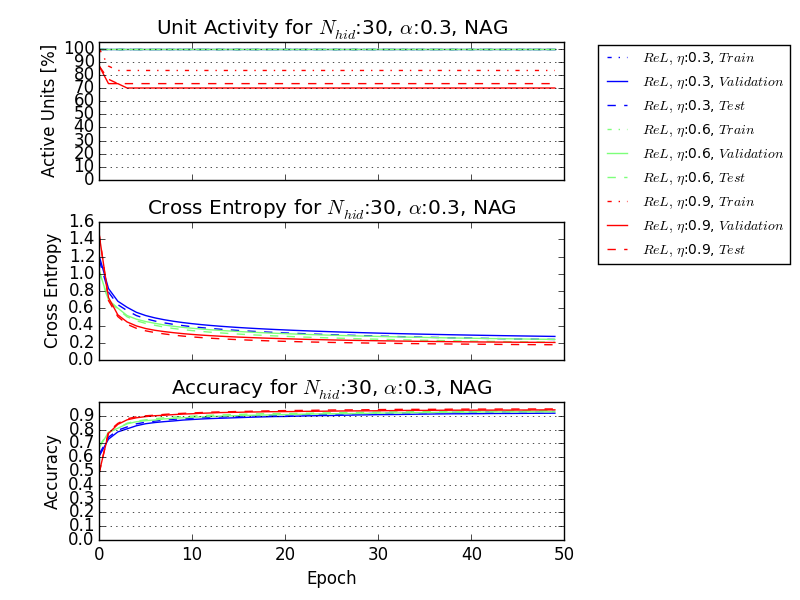 Unit Activity for N_hid:30, α:0.3, NAG
Active Units [%]
100
90
80
70
60
50
40
30
20
10
0
ReL, η:0.3, Train
ReL, η:0.3, Validation
ReL, η:0.3, Test
ReL, η:0.6, Train
ReL, η:0.6, Validation
ReL, η:0.6, Test
ReL, η:0.9, Train
ReL, η:0.9, Validation
ReL, η:0.9, Test
Cross Entropy for N_hid:30, α:0.3, NAG
Cross Entropy
1.6
1.4
1.2
1.0
0.8
0.6
0.4
0.2
0.0
Accuracy for N_hid:30, α:0.3, NAG
Accuracy
0.9
0.8
0.7
0.6
0.5
0.4
0.3
0.2
0.1
0.0
0 10 20 30 40 50
Epoch